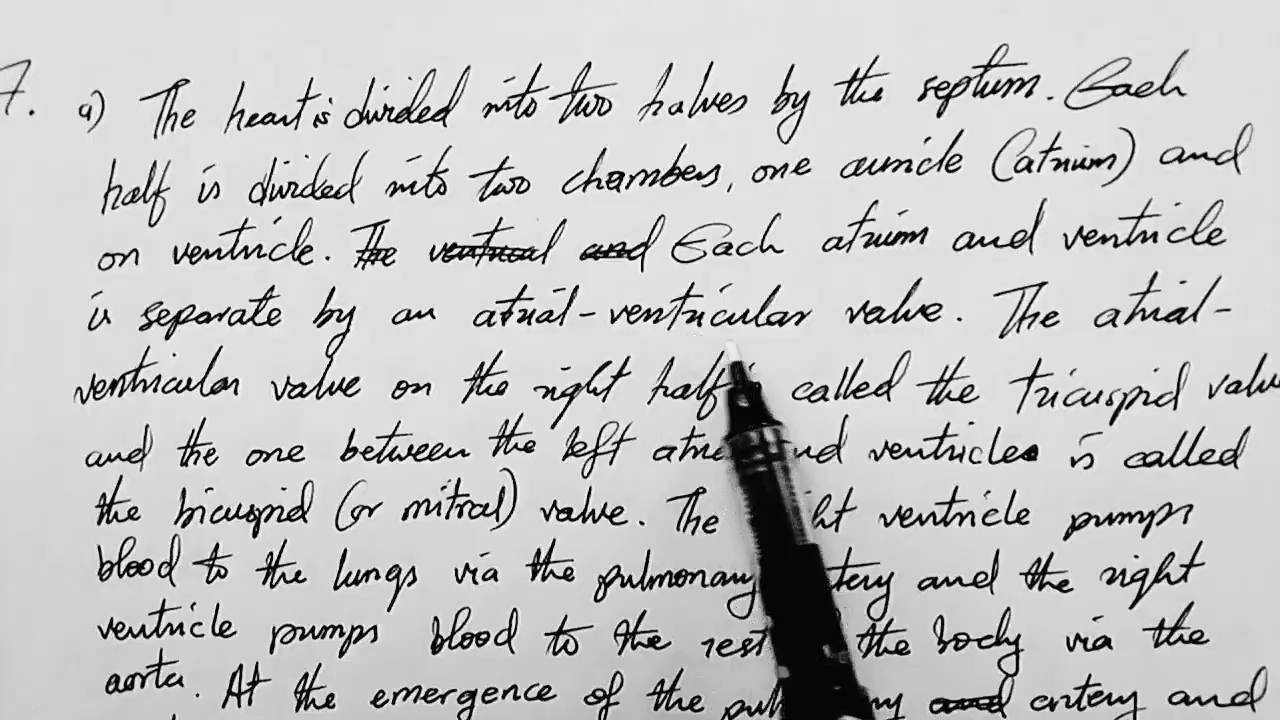 7. a) The heart is divided into two halves by the septum. Each
half is divided into two chambers, one auricle (atrium) and
on ventricle. The ventrical and Each atrium and ventricle
is separate by an atrial-ventricular valve. The atrial-
ventricular valve on the right half called the tricuspid valve
and the one between the left ventricle is called
the bicuspid (or mitral) valve. The ventricle pumps
blood to the lungs via the pulmonary and the right
ventricle pumps blood to the rest the body via the
aorta. At the emergence of the and artery and